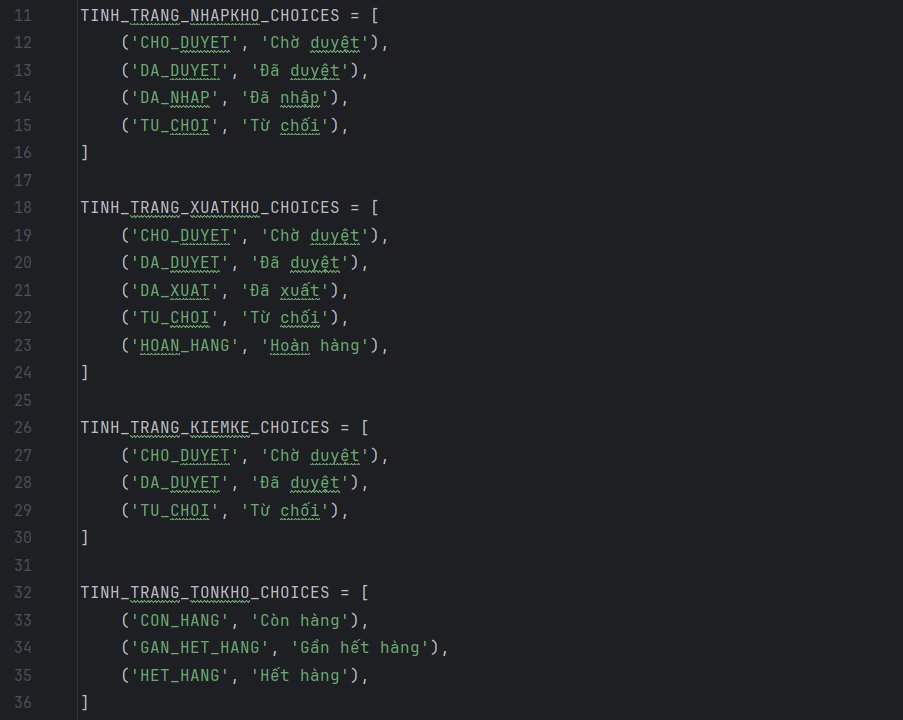 11 TINH_TRANG_NHAPKHO_CHOICES = [
12     ('CHO_DUYET', 'Chờ duyệt'),
13     ('DA_DUYET', 'Đã duyệt'),
14     ('DA_NHAP', 'Đã nhập'),
15     ('TU_CHOI', 'Từ chối'),
16 ]
17
18 TINH_TRANG_XUATKHO_CHOICES = [
19     ('CHO_DUYET', 'Chờ duyệt'),
20     ('DA_DUYET', 'Đã duyệt'),
21     ('DA_XUAT', 'Đã xuất'),
22     ('TU_CHOI', 'Từ chối'),
23     ('HOAN_HANG', 'Hoàn hàng'),
24 ]
25
26 TINH_TRANG_KIEMKE_CHOICES = [
27     ('CHO_DUYET', 'Chờ duyệt'),
28     ('DA_DUYET', 'Đã duyệt'),
29     ('TU_CHOI', 'Từ chối'),
30 ]
31
32 TINH_TRANG_TONKHO_CHOICES = [
33     ('CON_HANG', 'Còn hàng'),
34     ('GAN_HET_HANG', 'Gần hết hàng'),
35     ('HET_HANG', 'Hết hàng'),
36 ]